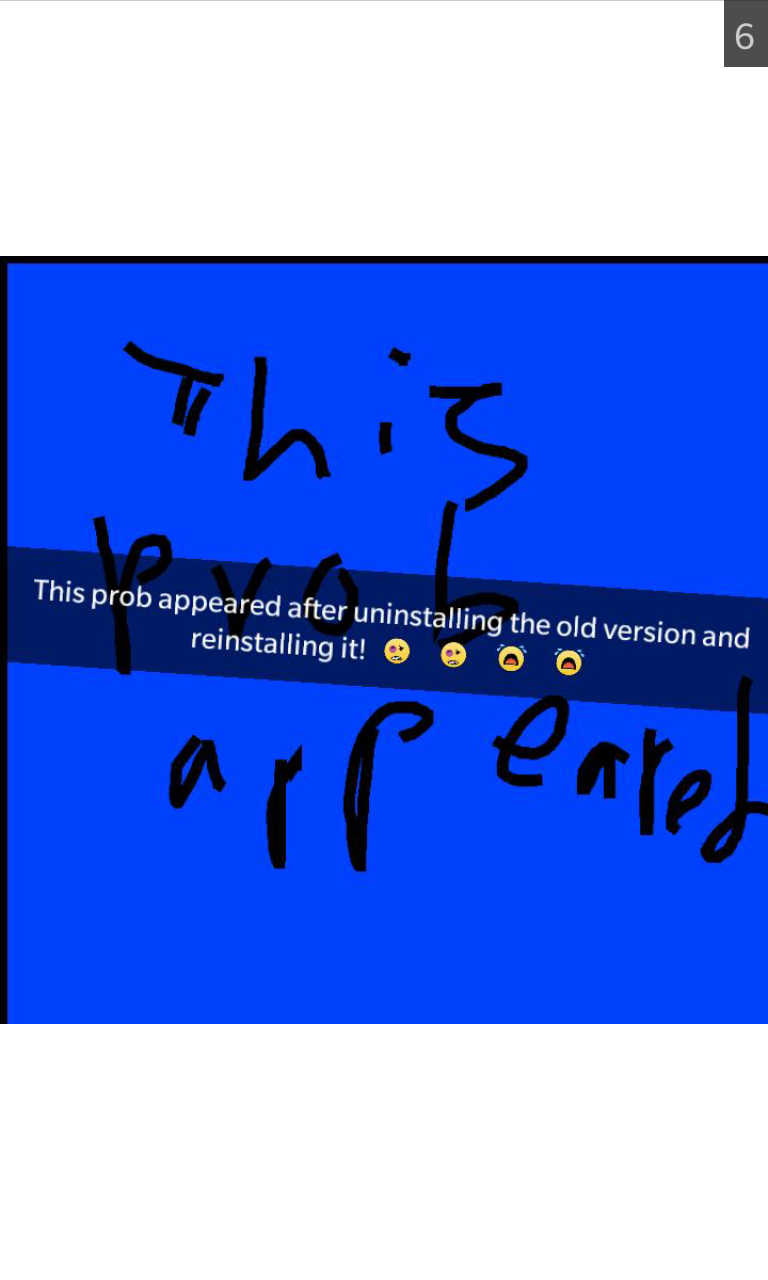 6
This
prob
This prob appeared after uninstalling the old version and
reinstalling it! 🤕 🤕 😭 😭
appeared